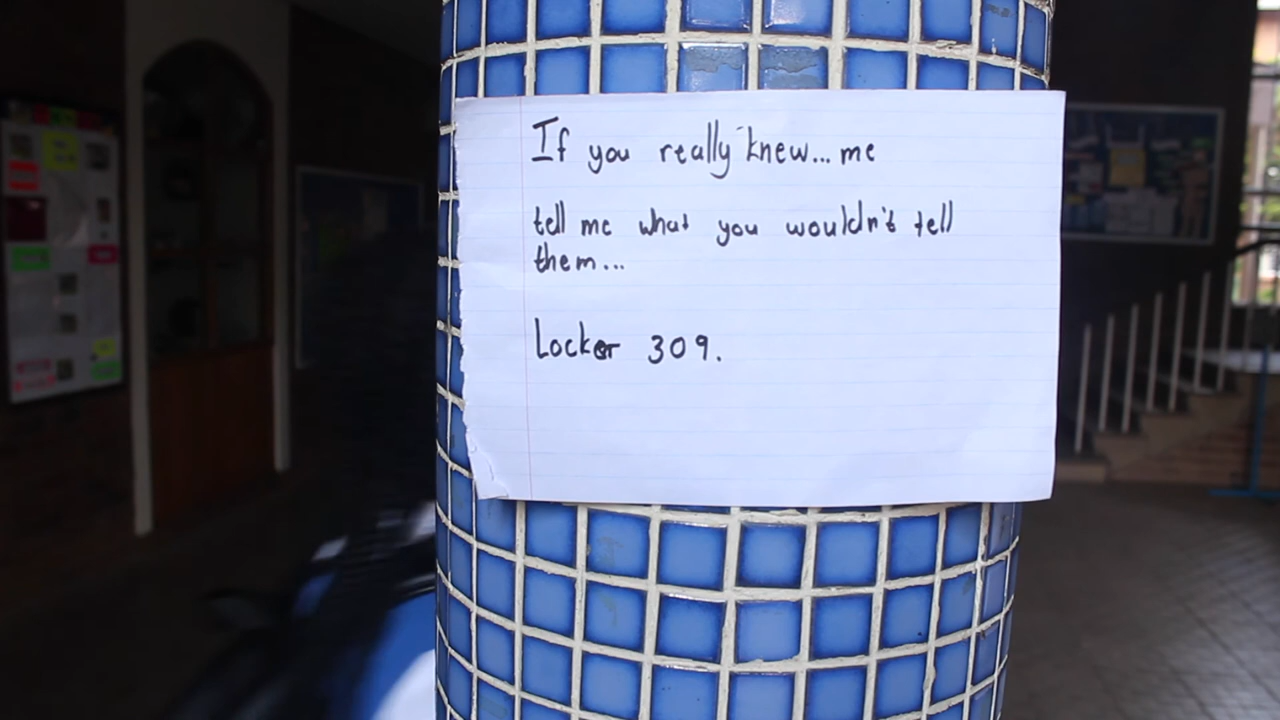 If you really knew... me
tell me what you wouldn't tell
them...
Locker 309.